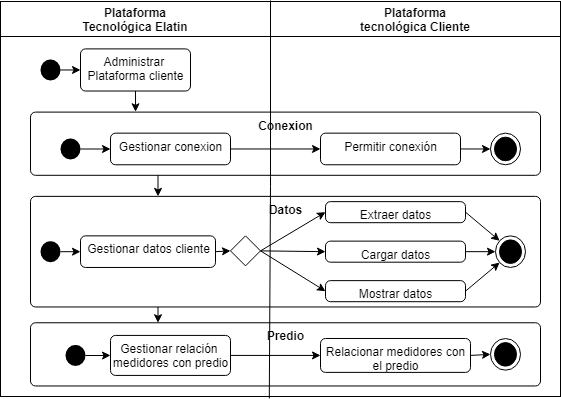 Plataforma
Tecnológica Elatin
Plataforma
tecnológica Cliente
Administrar
Plataforma cliente
Conexion
Gestionar conexion
Permitir conexión
Datos
Gestionar datos cliente
Extraer datos
Cargar datos
Mostrar datos
Predio
Gestionar relación
medidores con predio
Relacionar medidores con
el predio